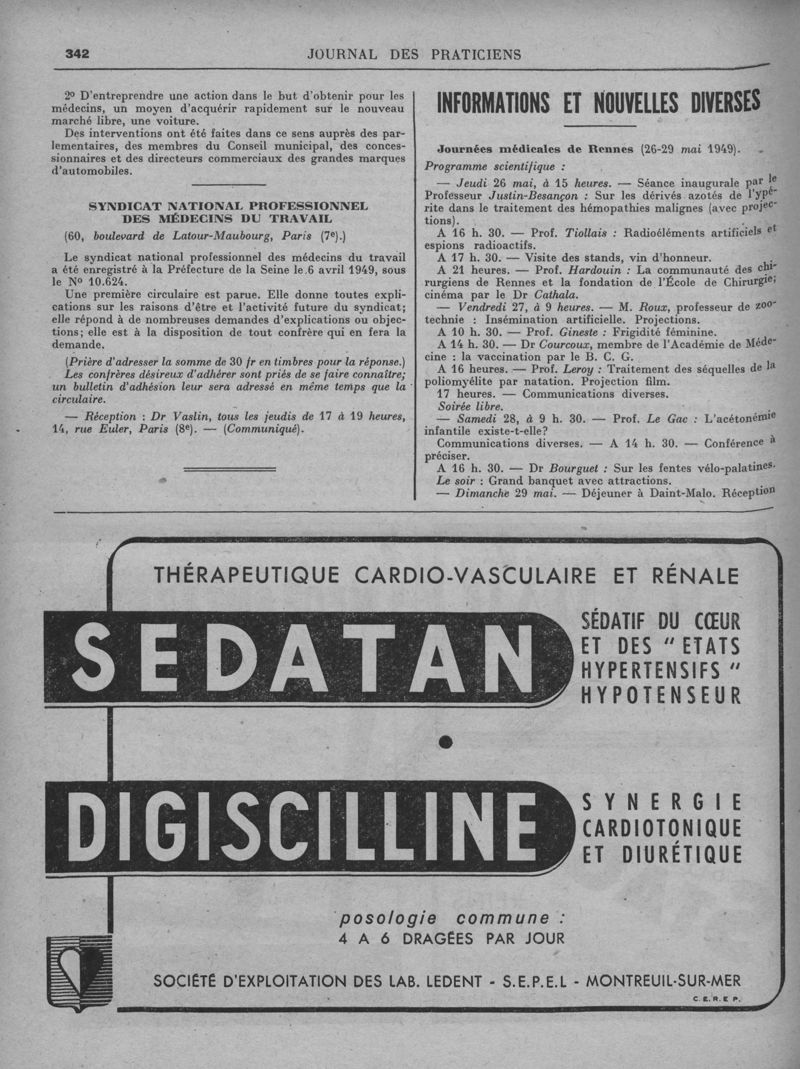 342
JOURNAL DES PRATICIENS
2º D'entreprendre une action dans le but d'obtenir pour les
médecins, un moyen d'acquérir rapidement sur le nouveau
marché libre, une voiture.
Des interventions ont été faites dans ce sens auprès des par-
lementaires, des membres du Conseil municipal, des conces-
sionnaires et des directeurs commerciaux des grandes marques
d'automobiles.
SYNDICAT NATIONAL PROFESSIONNEL
DES MÉDECINS DU TRAVAIL
(60, boulevard de Latour-Maubourg, Paris (7e).)
Le syndicat national professionnel des médecins du travail
a été enregistré à la Préfecture de la Seine le 6 avril 1949, sous
le Nº 10.624.
Une première circulaire est parue. Elle donne toutes expli-
cations sur les raisons d'être et l'activité future du syndicat;
elle répond à de nombreuses demandes d'explications ou objec-
tions; elle est à la disposition de tout confrère qui en fera la
demande.
(Prière d'adresser la somme de 30 fr en timbres pour la réponse.)
Les confrères désireux d'adhérer sont priés de se faire connaître;
un bulletin d'adhésion leur sera adressé en même temps que la
circulaire.
— Réception : Dr Vaslin, tous les jeudis de 17 à 19 heures,
14, rue Euler, Paris (8e). — (Communiqué).
INFORMATIONS ET NOUVELLES DIVERSES
Journées médicales de Rennes (26-29 mai 1949).
Programme scientifique :
— Jeudi 26 mai, à 15 heures. — Séance inaugurale par le
Professeur Justin-Besançon : Sur les dérivés azotés de l'ypé-
rite dans le traitement des hémopathies malignes (avec projec-
tions).
A 16 h. 30. — Prof. Tiollais : Radioéléments artificiels et
espions radioactifs.
A 17 h. 30. — Visite des stands, vin d'honneur.
A 21 heures. — Prof. Hardouin : La communauté des chi-
rurgiens de Rennes et la fondation de l'École de Chirurgie;
cinéma par le Dr Cathala.
— Vendredi 27, à 9 heures. — M. Roux, professeur de zoo-
technie : Insémination artificielle. Projections.
A 10 h. 30. — Prof. Gineste : Frigidité féminine.
A 14 h. 30. — Dr Courcoux, membre de l'Académie de Méde-
cine : la vaccination par le B. C. G.
A 16 heures. — Prof. Leroy : Traitement des séquelles de la
poliomyélite par natation. Projection film.
17 heures. — Communications diverses.
Soirée libre.
— Samedi 28, à 9 h. 30. — Prof. Le Gac : L'acétonémie
infantile existe-t-elle?
Communications diverses. — A 14 h. 30. — Conférence à
préciser.
A 16 h. 30. — Dr Bourguet : Sur les fentes vélo-palatines.
Le soir : Grand banquet avec attractions.
— Dimanche 29 mai. — Déjeuner à Daint-Malo. Réception
THÉRAPEUTIQUE CARDIO-VASCULAIRE ET RÉNALE
SEDATAN
SÉDATIF DU CŒUR
ET DES " ETATS
HYPERTENSIFS "
HYPOTENSEUR
DIGISCILLINE
SYNERGIE
CARDIOTONIQUE
ET DIURÉTIQUE
posologie commune :
4 A 6 DRAGÉES PAR JOUR
SOCIÉTÉ D'EXPLOITATION DES LAB. LEDENT - S.E.P.E.L - MONTREUIL-SUR-MER
C.E.R.E P.